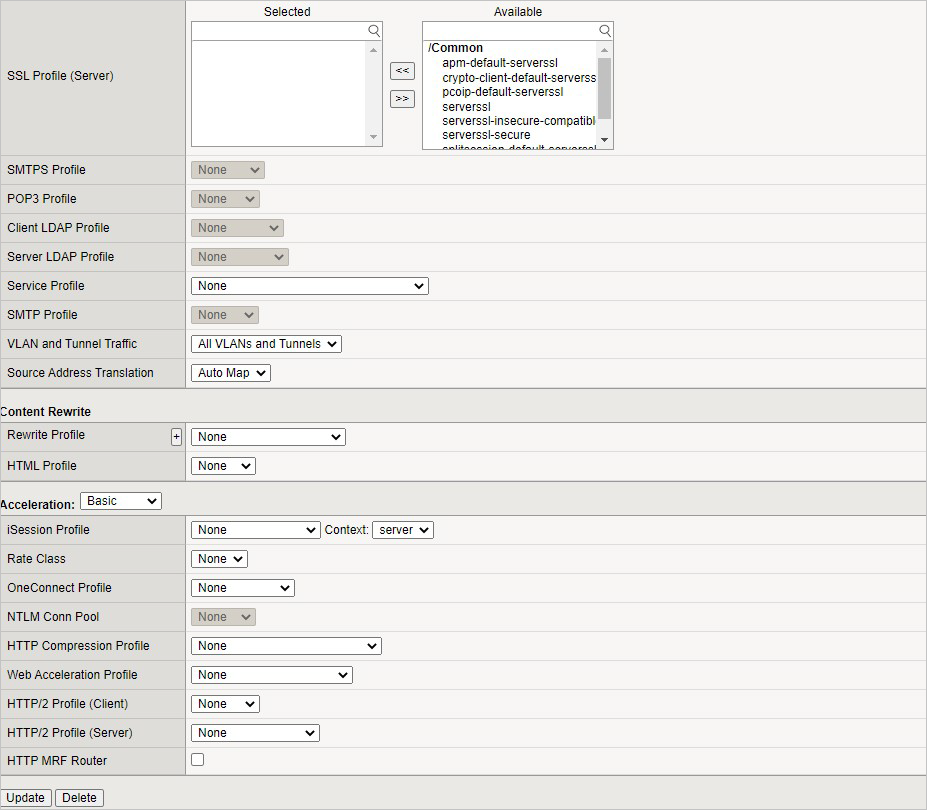 Selected Available
SSL Profile (Server)
<<
>>
/Common
apm-default-serverssl
crypto-client-default-serverss
pcoip-default-serverssl
serverssl
serverssl-insecure-compatibl
serverssl-secure
splitsession-default-serverssl
SMTPS Profile None
POP3 Profile None
Client LDAP Profile None
Server LDAP Profile None
Service Profile None
SMTP Profile None
VLAN and Tunnel Traffic All VLANs and Tunnels
Source Address Translation Auto Map
Content Rewrite
Rewrite Profile + None
HTML Profile None
Acceleration: Basic
iSession Profile None Context: server
Rate Class None
OneConnect Profile None
NTLM Conn Pool None
HTTP Compression Profile None
Web Acceleration Profile None
HTTP/2 Profile (Client) None
HTTP/2 Profile (Server) None
HTTP MRF Router
Update Delete